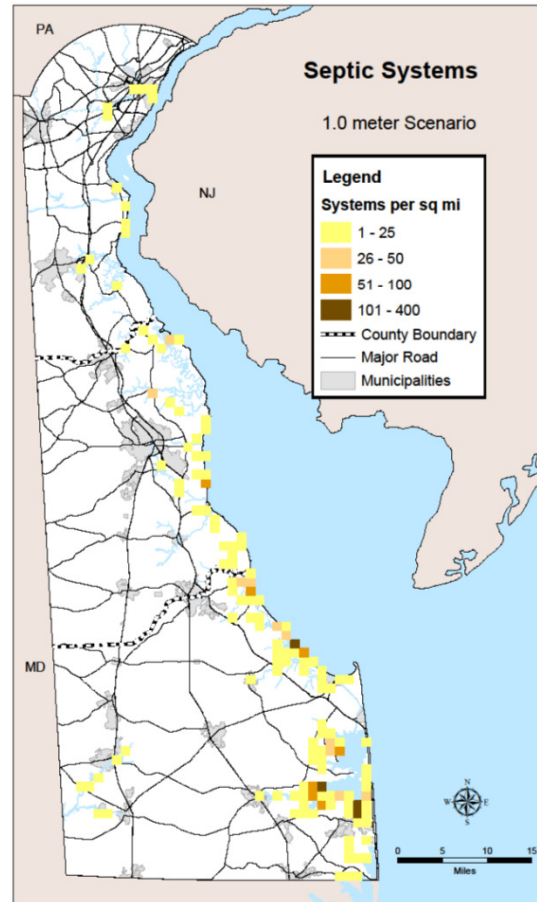 PA
Septic Systems
1.0 meter Scenario
NJ
Legend
Systems per sq mi
1 - 25
26 - 50
51 - 100
101 - 400
County Boundary
Major Road
Municipalities
MD
N
W E
S
0 5 10 15
Miles